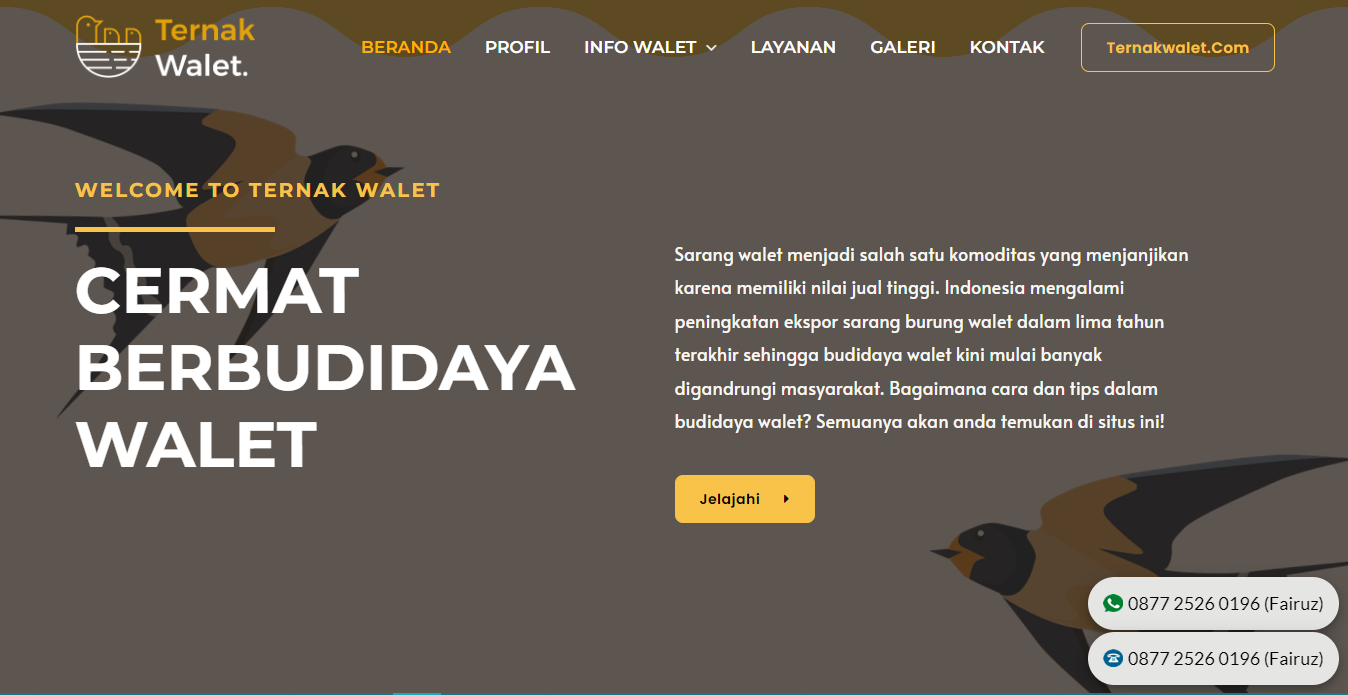 Ternak
Walet.
BERANDA PROFIL INFO WALET LAYANAN GALERI KONTAK Ternakwalet.Com
WELCOME TO TERNAK WALET
CERMAT
BERBUDIDAYA
WALET
Sarang walet menjadi salah satu komoditas yang menjanjikan
karena memiliki nilai jual tinggi. Indonesia mengalami
peningkatan ekspor sarang burung walet dalam lima tahun
terakhir sehingga budidaya walet kini mulai banyak
digandrungi masyarakat. Bagaimana cara dan tips dalam
budidaya walet? Semuanya akan anda temukan di situs ini!
Jelajahi
0877 2526 0196 (Fairuz)
0877 2526 0196 (Fairuz)